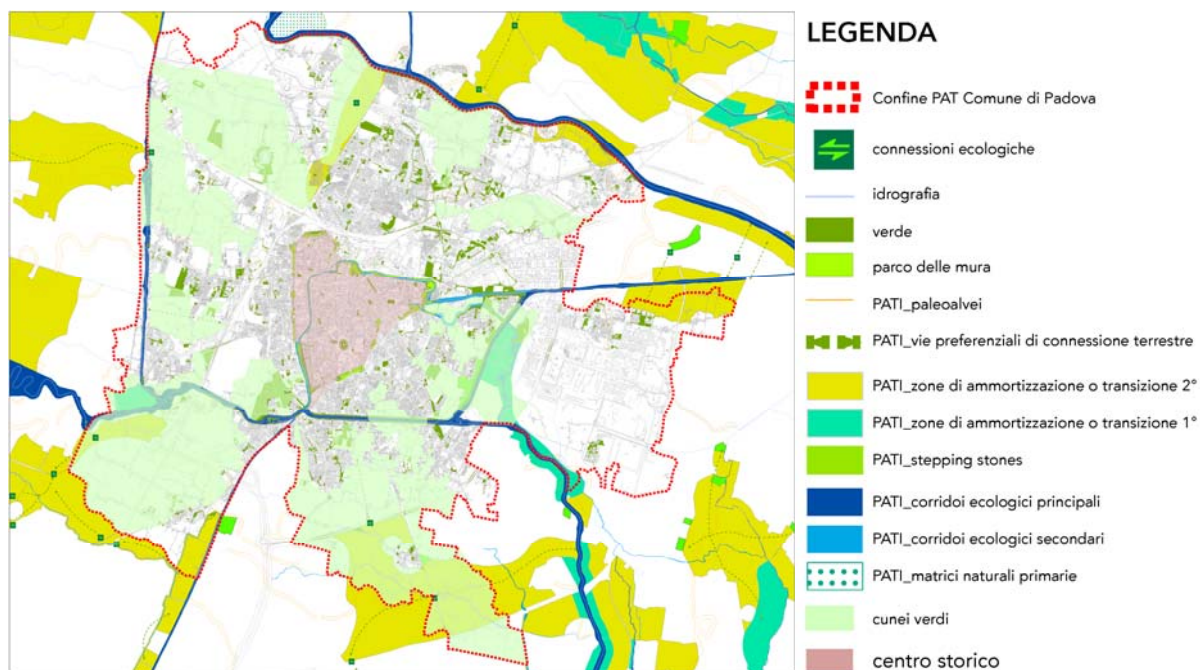 LEGENDA
Confine PAT Comune di Padova
connessioni ecologiche
idrografia
verde
parco delle mura
PATI_paleoalvei
PATI_vie preferenziali di connessione terrestre
PATI_zone di ammortizzazione o transizione 2°
PATI_zone di ammortizzazione o transizione 1°
PATI_stepping stones
PATI_corridoi ecologici principali
PATI_corridoi ecologici secondari
PATI_matrici naturali primarie
cunei verdi
centro storico